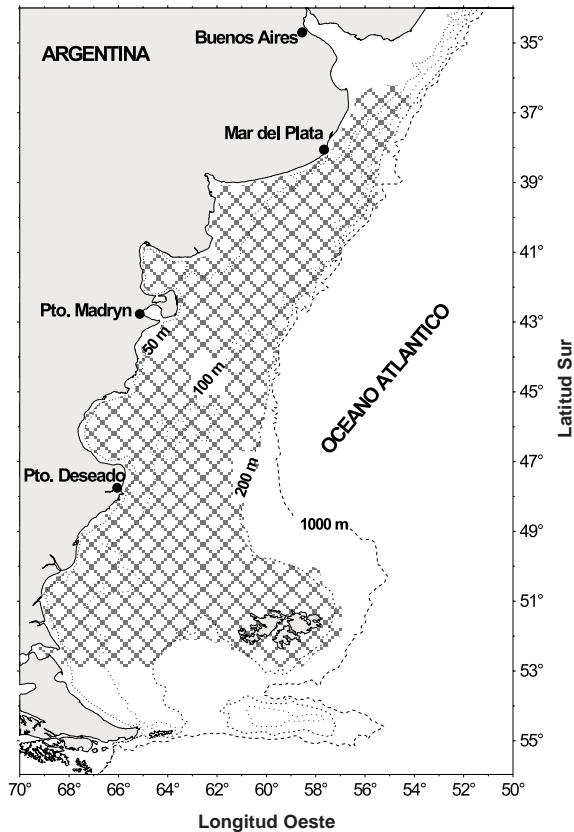 ARGENTINA
Buenos Aires
Mar del Plata
Pto. Madryn
50 m
100 m
OCEANO ATLANTICO
Pto. Deseado
200 m
1000 m
35°
37°
39°
41°
43°
45°
47°
49°
51°
53°
55°
Latitud Sur
70° 68° 66° 64° 62° 60° 58° 56° 54° 52° 50°
Longitud Oeste